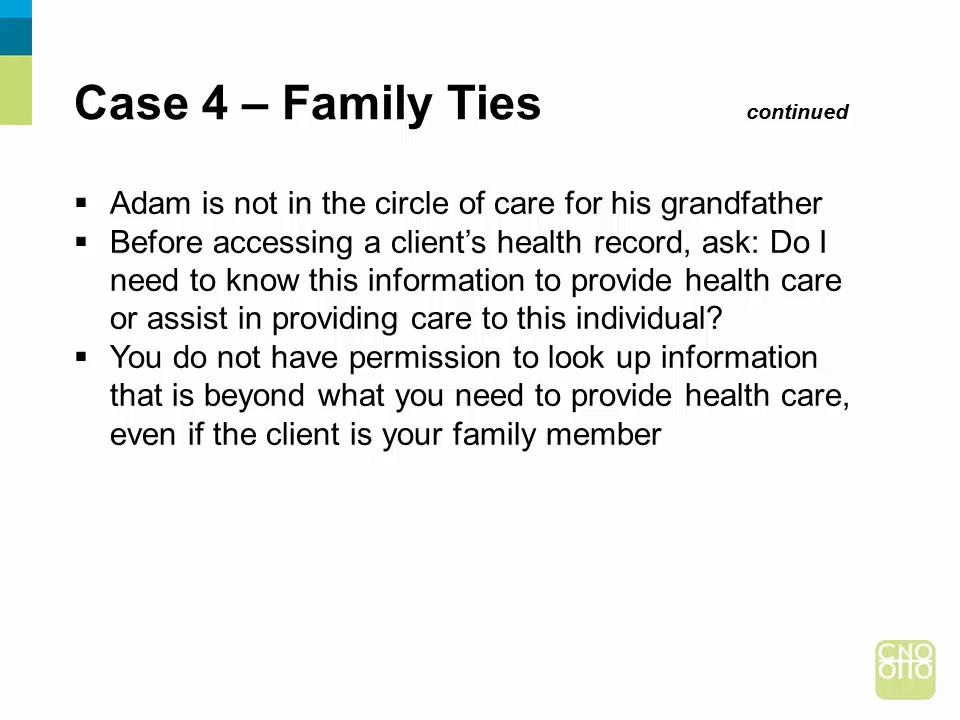 Case 4 – Family Ties continued
▪ Adam is not in the circle of care for his grandfather
▪ Before accessing a client’s health record, ask: Do I
need to know this information to provide health care
or assist in providing care to this individual?
▪ You do not have permission to look up information
that is beyond what you need to provide health care,
even if the client is your family member
CNO
OIIO